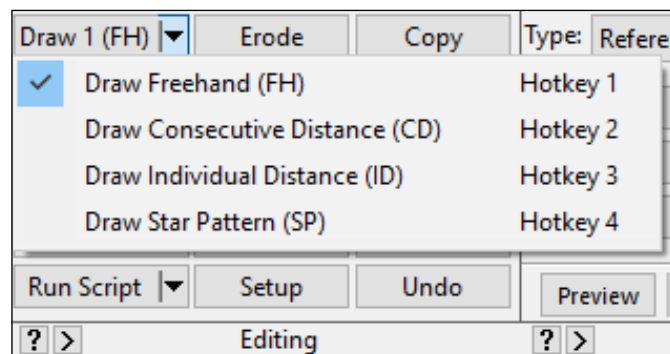 Draw 1 (FH) Erode Copy Type: Refere
Draw Freehand (FH) Hotkey 1
Draw Consecutive Distance (CD) Hotkey 2
Draw Individual Distance (ID) Hotkey 3
Draw Star Pattern (SP) Hotkey 4
Run Script Setup Undo Preview
? > Editing ? >